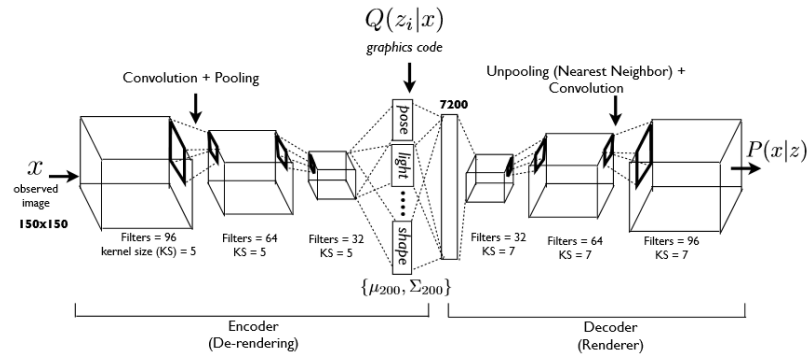 Q(z_i|x)
graphics code
Convolution + Pooling
Unpooling (Nearest Neighbor) +
Convolution
7200
pose
light
shape
x
observed
image
150x150
P(x|z)
Filters = 96
kernel size (KS) = 5
Filters = 64
KS = 5
Filters = 32
KS = 5
{μ₂₀₀, Σ₂₀₀}
Filters = 32
KS = 7
Filters = 64
KS = 7
Filters = 96
KS = 7
Encoder
(De-rendering)
Decoder
(Renderer)